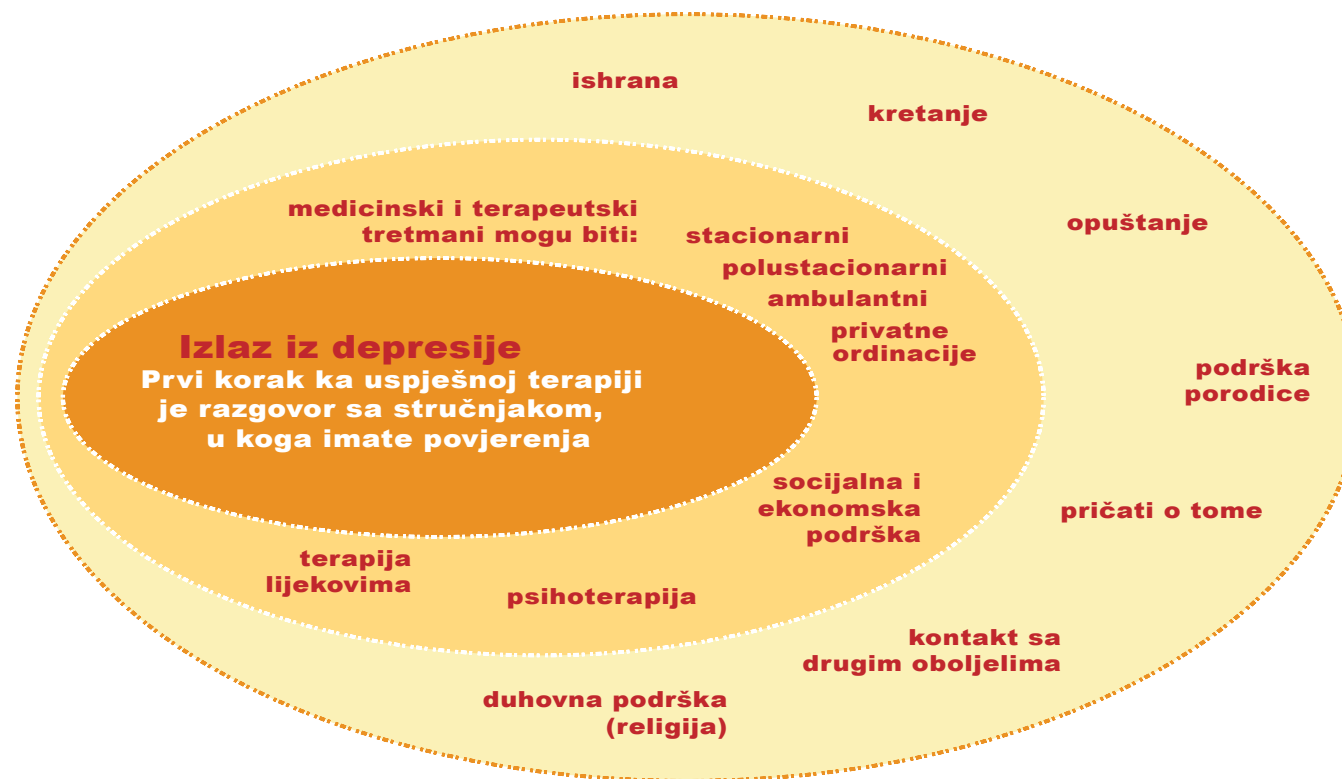 ishrana
kretanje
opuštanje
podrška
porodice
pričati o tome
kontakt sa
drugim oboljelima
duhovna podrška
(religija)
medicinski i terapeutski
tretmani mogu biti:
stacionarni
polustacionarni
ambulantni
privatne
ordinacije
socijalna i
ekonomska
podrška
psihoterapija
terapija
lijekovima
Izlaz iz depresije
Prvi korak ka uspješnoj terapiji
je razgovor sa stručnjakom,
u koga imate povjerenja